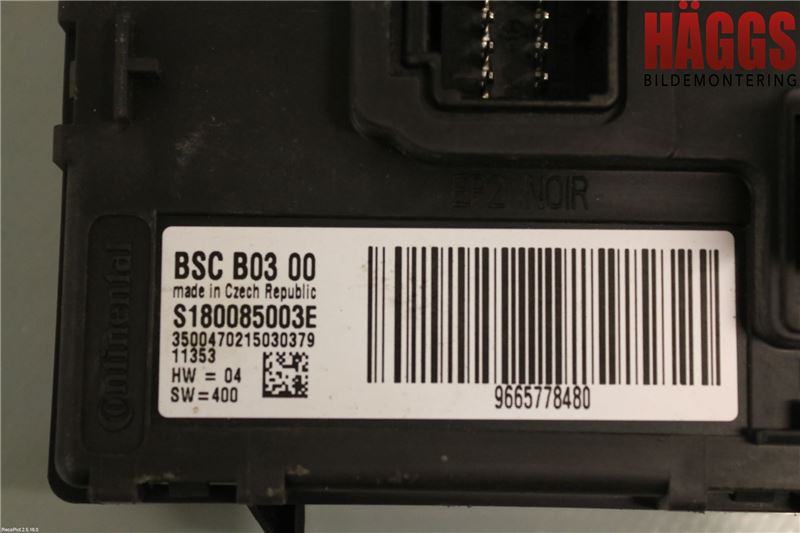 HÄGGS
BILDEMONTERING
EP2 NOIR
Continental
BSC B03 00
made in Czech Republic
S180085003E
3500470215030379
11353
HW = 04
SW=400
9665778480